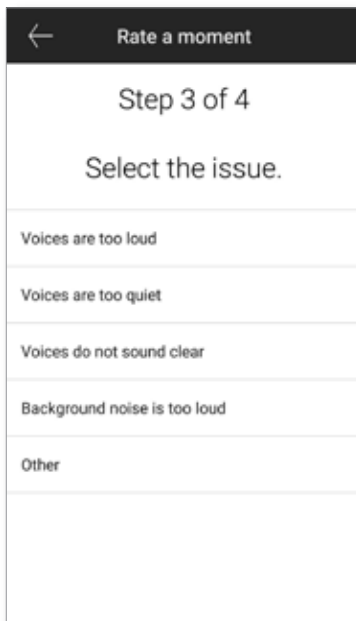 Rate a moment
Step 3 of 4
Select the issue.
Voices are too loud
Voices are too quiet
Voices do not sound clear
Background noise is too loud
Other